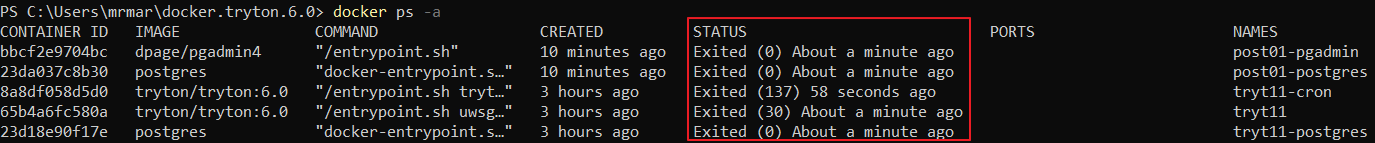 PS C:\Users\mrmar\docker.tryton.6.0> docker ps -a
CONTAINER ID IMAGE COMMAND CREATED STATUS PORTS NAMES
bbcf2e9704bc dpage/pgadmin4 "/entrypoint.sh" 10 minutes ago Exited (0) About a minute ago post01-pgadmin
23da037c8b30 postgres "docker-entrypoint.s…" 10 minutes ago Exited (0) About a minute ago post01-postgres
8a8df058d5d0 tryton/tryton:6.0 "/entrypoint.sh tryt…" 3 hours ago Exited (137) 58 seconds ago tryt11-cron
65b4a6fc580a tryton/tryton:6.0 "/entrypoint.sh uwsg…" 3 hours ago Exited (30) About a minute ago tryt11
23d18e90f17e postgres "docker-entrypoint.s…" 3 hours ago Exited (0) About a minute ago tryt11-postgres